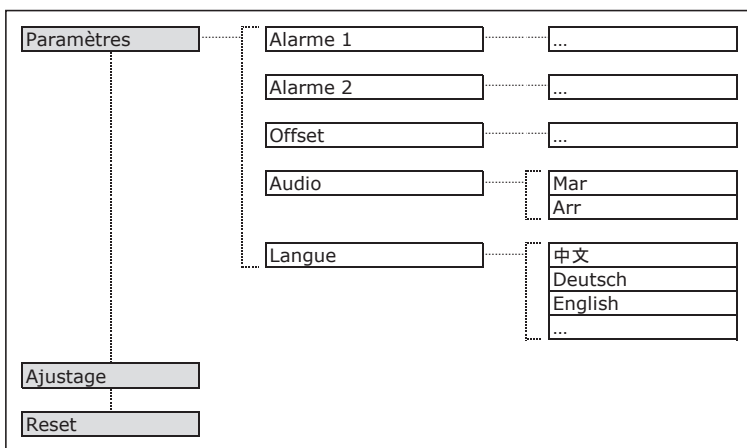 Paramètres
Alarme 1
...
Alarme 2
...
Offset
...
Audio
Mar
Arr
Langue
中文
Deutsch
English
...
Ajustage
Reset